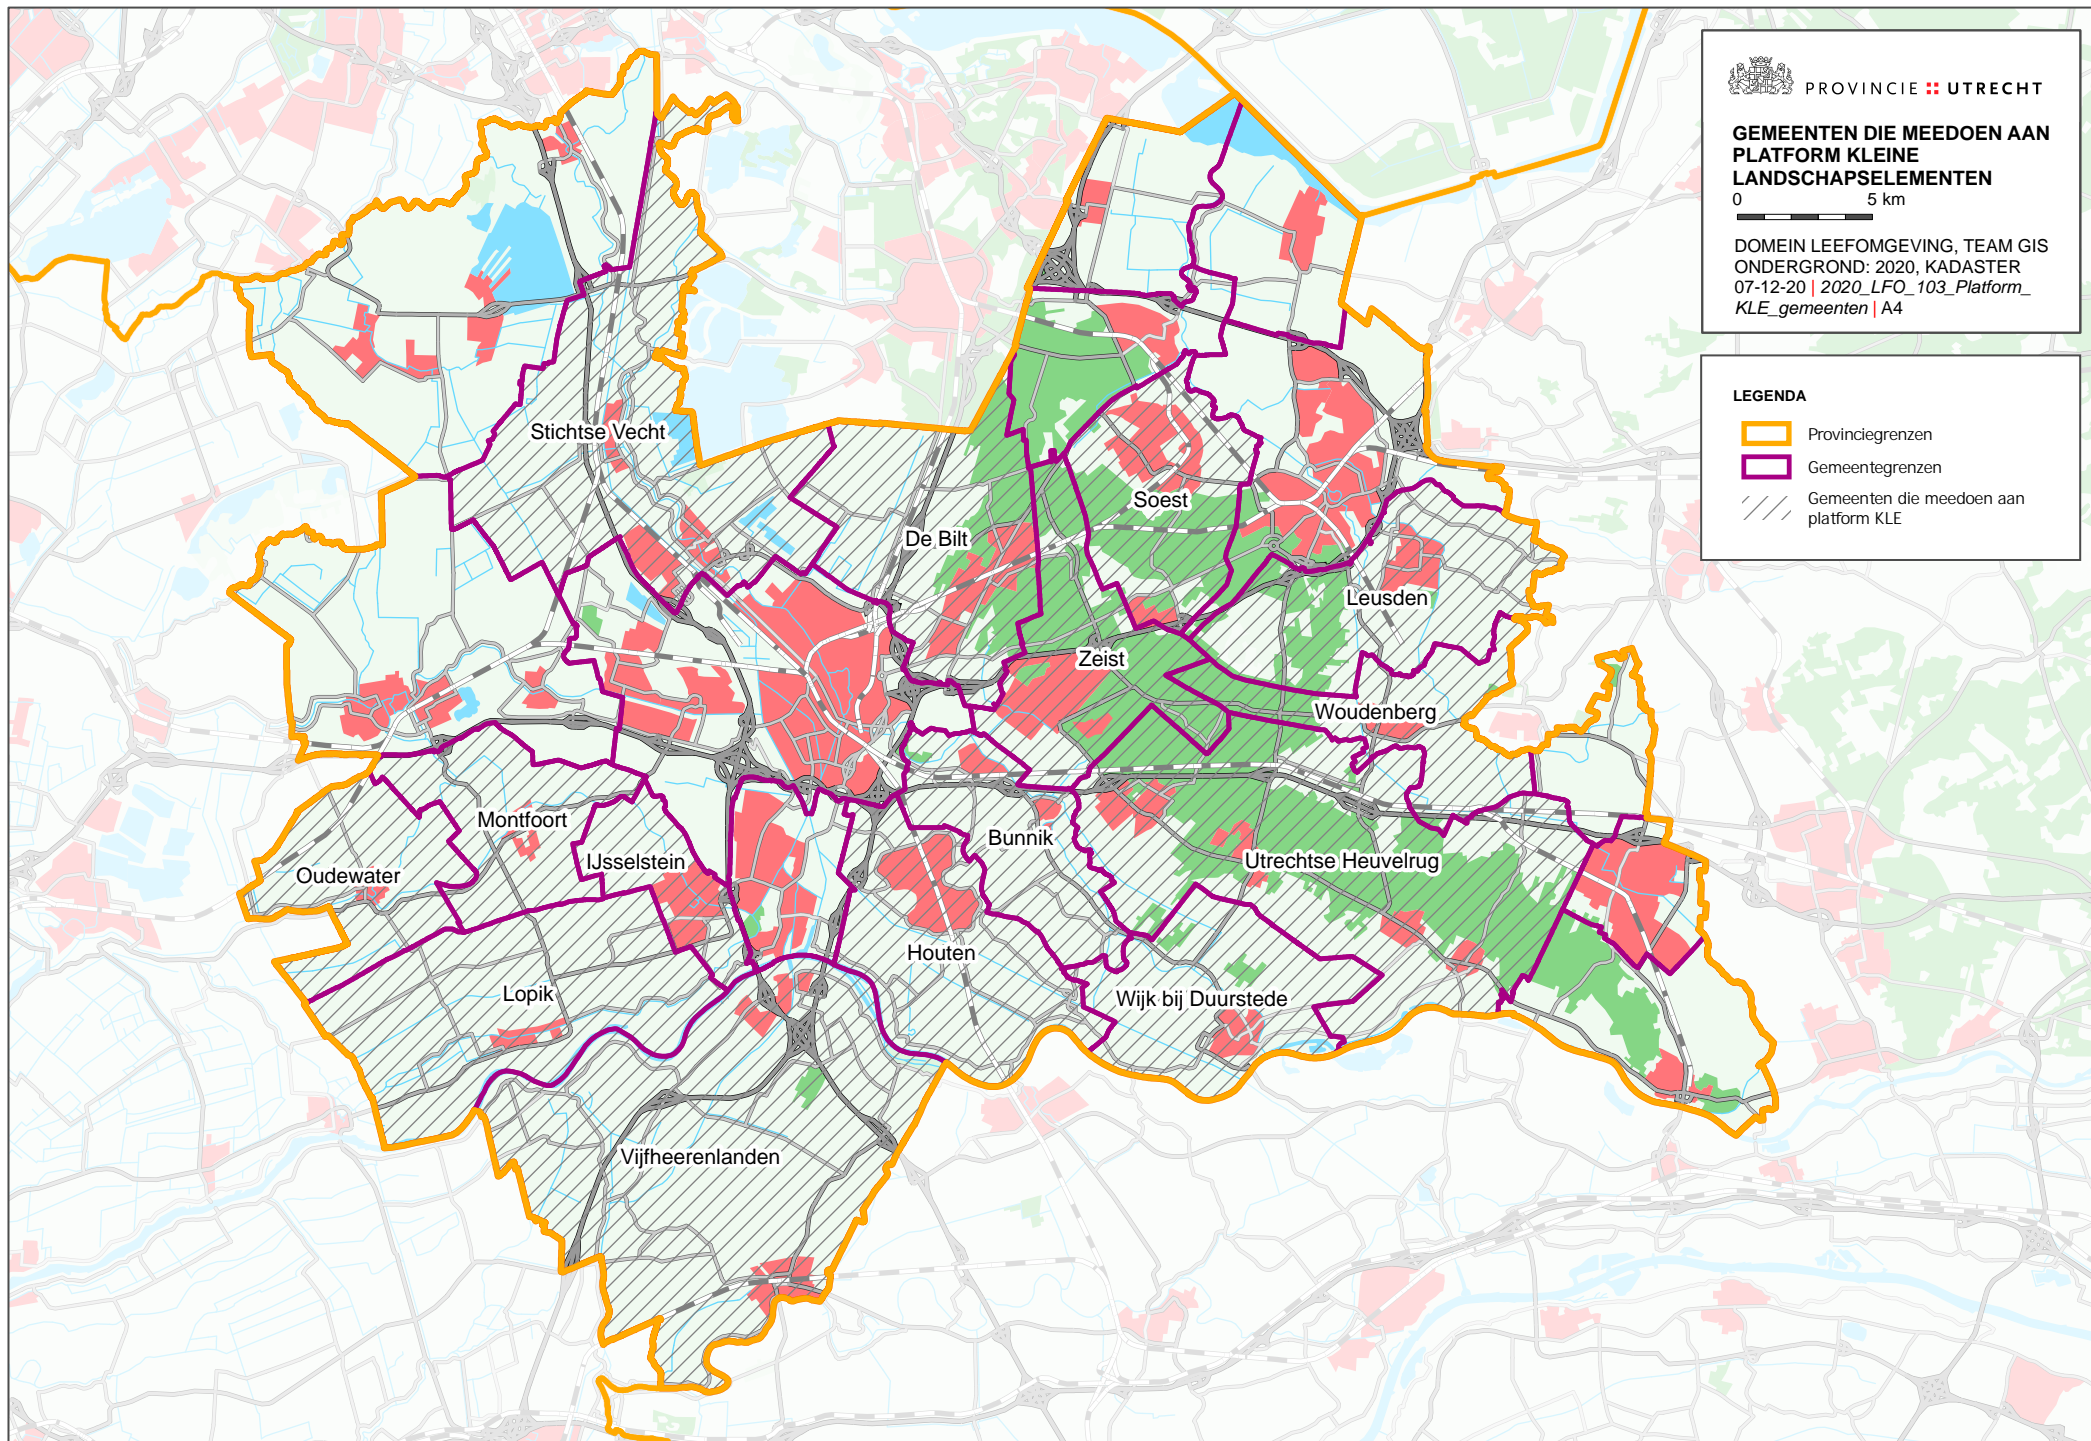 PROVINCIE UTRECHT
GEMEENTEN DIE MEEDOEN AAN
PLATFORM KLEINE
LANDSCHAPSELEMENTEN
0 5 km
DOMEIN LEEFOMGEVING, TEAM GIS
ONDERGROND: 2020, KADASTER
07-12-20 | 2020_LFO_103_Platform_
KLE_gemeenten | A4
LEGENDA
Provinciegrenzen
Gemeentegrenzen
Gemeenten die meedoen aan
platform KLE
Stichtse Vecht
Soest
De Bilt
Leusden
Zeist
Woudenberg
Montfoort
Bunnik
IJsselstein
Utrechtse Heuvelrug
Oudewater
Houten
Lopik
Wijk bij Duurstede
Vijfheerenlanden